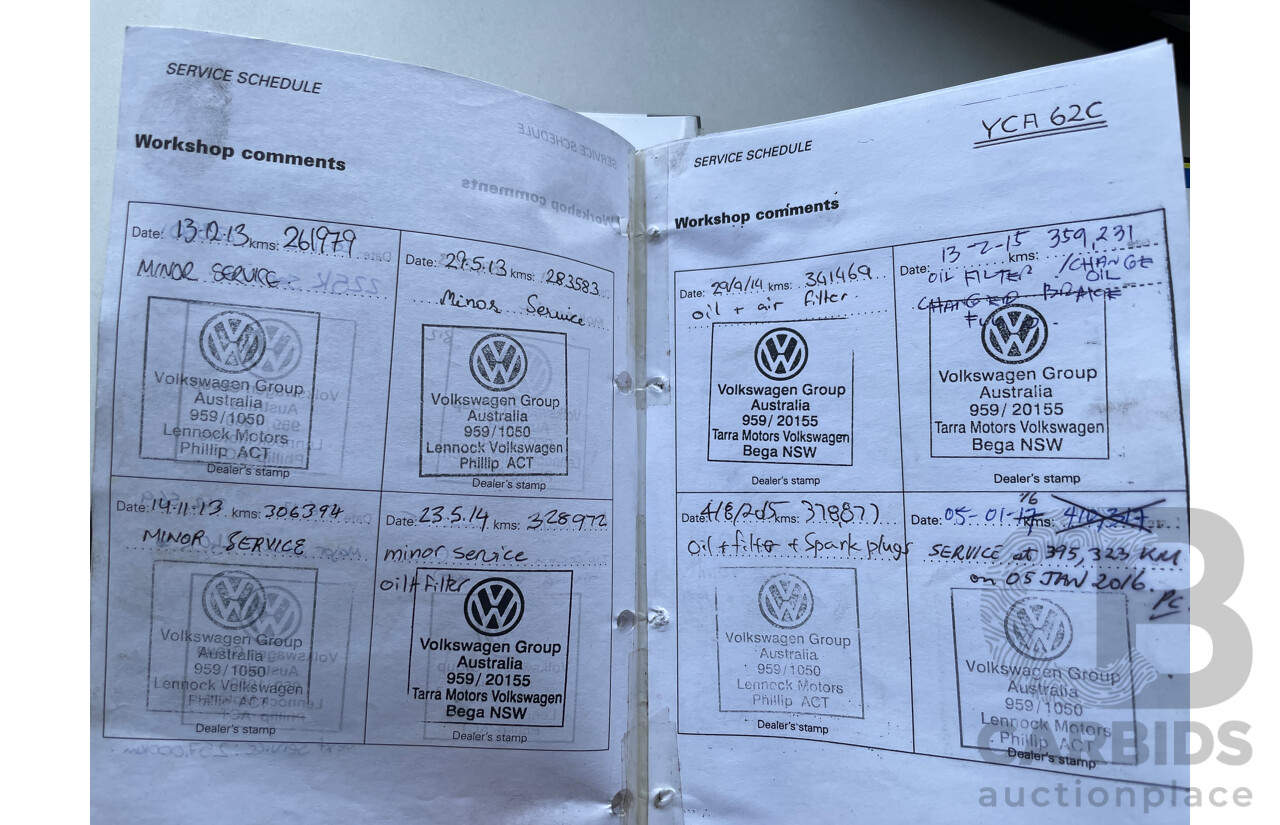 SERVICE SCHEDULE
Workshop comments
Date: 13.12.13 kms: 261979
MINOR SERVICE
Volkswagen Group
Australia
959/1050
Lennock Motors
Phillip ACT
Dealer's stamp
Date: 29.5.13 kms: 283583
Minor Service
Volkswagen Group
Australia
959/1050
Lennock Volkswagen
Phillip ACT
Dealer's stamp
Date: 14.11.13 kms: 306394
MINOR SERVICE
Volkswagen Group
Australia
959/1050
Lennock Volkswagen
Phillip ACT
Dealer's stamp
Date: 23.5.14 kms: 328972
minor service
oil + filter
Volkswagen Group
Australia
959/20155
Tarra Motors Volkswagen
Bega NSW
Dealer's stamp
YCA 62C
SERVICE SCHEDULE
Workshop comments
Date: 29/9/14 kms: 341469
oil + air filter
Volkswagen Group
Australia
959/20155
Tarra Motors Volkswagen
Bega NSW
Dealer's stamp
Date: 13-2-15 kms: 359,231
OIL FILTER / CHANGE
OIL
CHANGED BRAKE
Volkswagen Group
Australia
959/20155
Tarra Motors Volkswagen
Bega NSW
Dealer's stamp
Date: 4/8/2015 kms: 378877
oil + filter + Spark plugs
Volkswagen Group
Australia
959/1050
Lennock Motors
Phillip ACT
Dealer's stamp
Date: 05-01-17 16 kms:
SERVICE at 395,323 KM
on 05 JAN 2016.
PC.
Volkswagen Group
Australia
959/1050
Lennock Motors
Phillip ACT
Dealer's stamp
CARBIDS
auctionplace